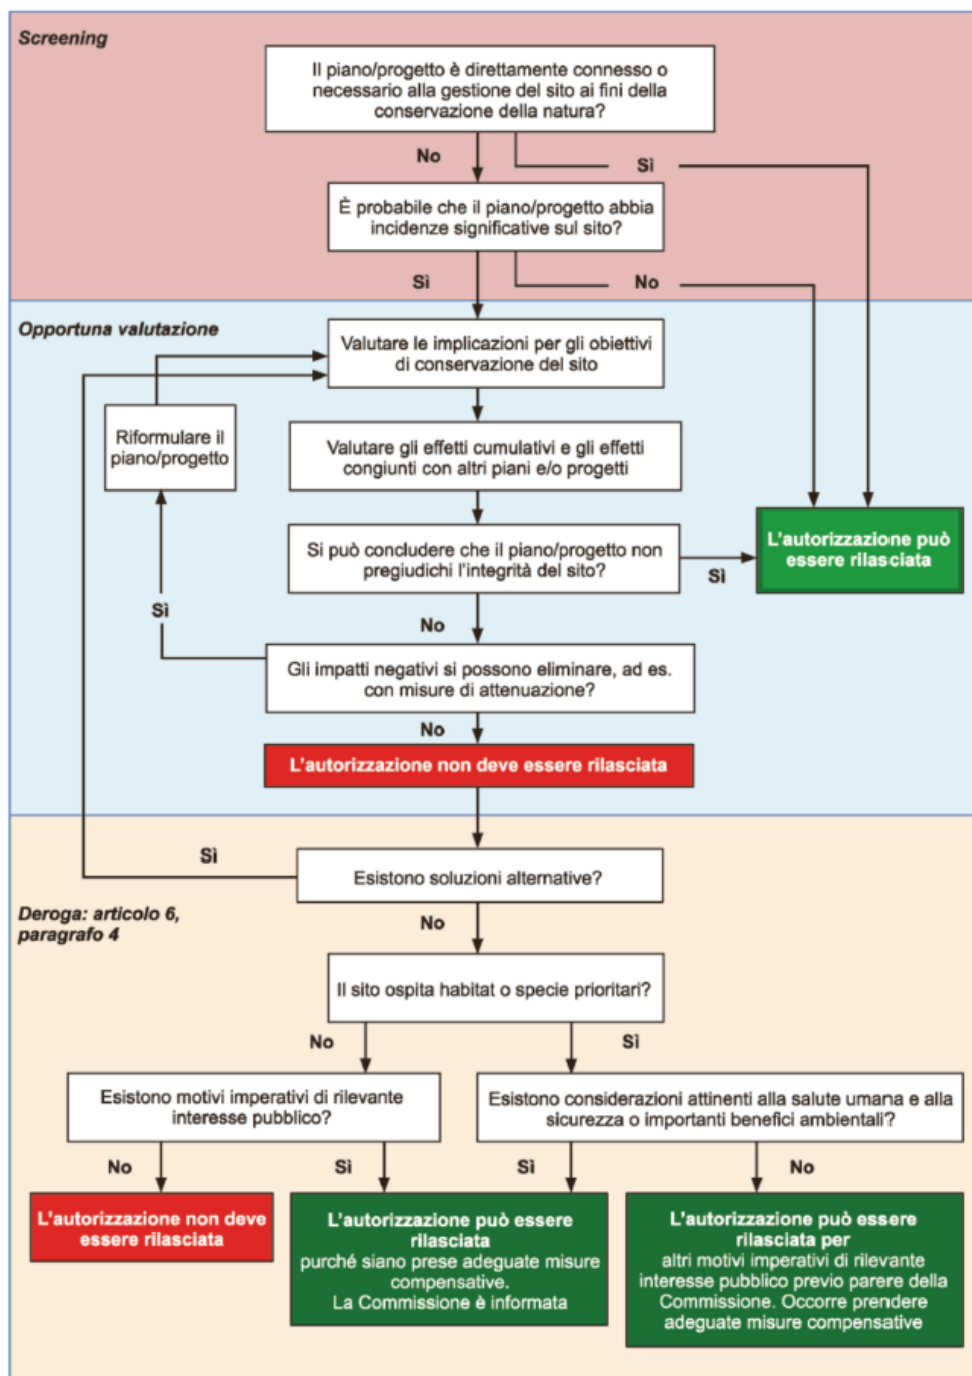 Screening
Il piano/progetto è direttamente connesso o
necessario alla gestione del sito ai fini della
conservazione della natura?
No
Sì
È probabile che il piano/progetto abbia
incidenze significative sul sito?
Sì
No
Opportuna valutazione
Valutare le implicazioni per gli obiettivi
di conservazione del sito
Riformulare il
piano/progetto
Valutare gli effetti cumulativi e gli effetti
congiunti con altri piani e/o progetti
Si può concludere che il piano/progetto non
pregiudichi l'integrità del sito?
Sì
L'autorizzazione può
essere rilasciata
Sì
No
Gli impatti negativi si possono eliminare, ad es.
con misure di attenuazione?
No
L'autorizzazione non deve essere rilasciata
Sì
Esistono soluzioni alternative?
Deroga: articolo 6,
paragrafo 4
No
Il sito ospita habitat o specie prioritari?
No
Sì
Esistono motivi imperativi di rilevante
interesse pubblico?
Esistono considerazioni attinenti alla salute umana e alla
sicurezza o importanti benefici ambientali?
No
Sì
Sì
No
L'autorizzazione non deve
essere rilasciata
L'autorizzazione può essere
rilasciata
purché siano prese adeguate misure
compensative.
La Commissione è informata
L'autorizzazione può essere
rilasciata per
altri motivi imperativi di rilevante
interesse pubblico previo parere della
Commissione. Occorre prendere
adeguate misure compensative